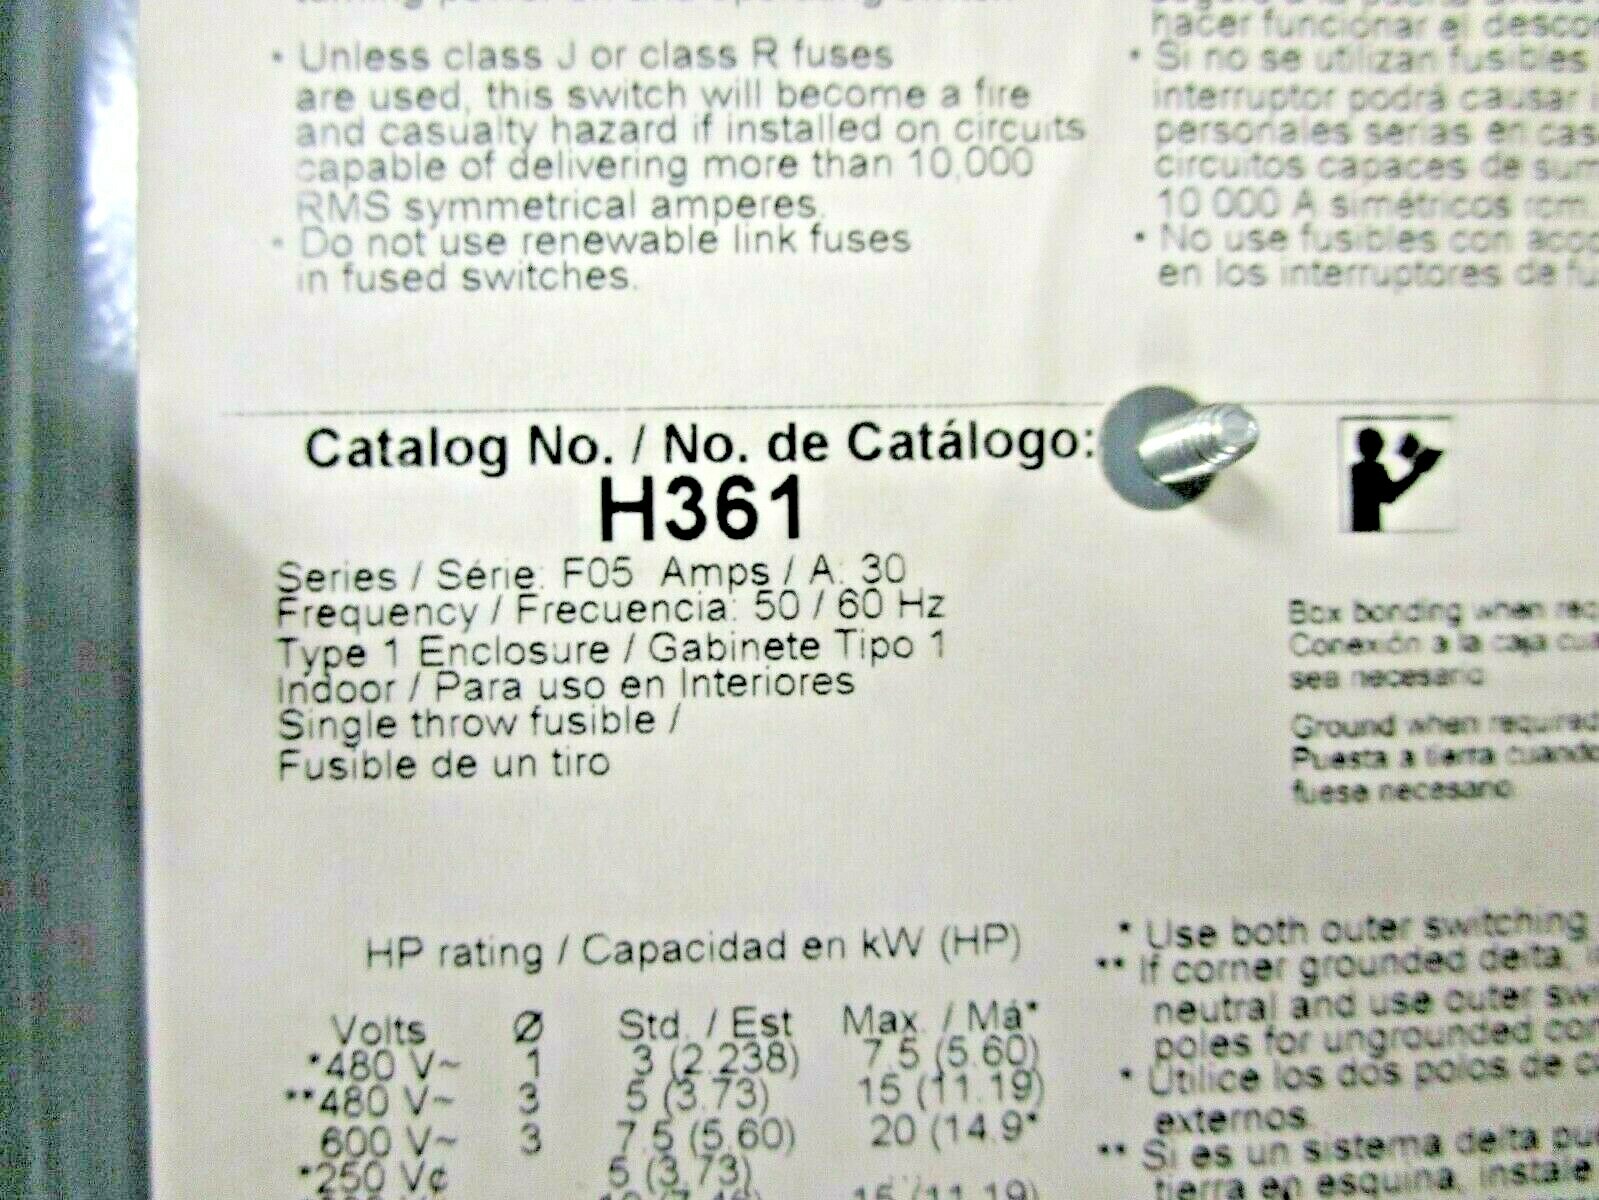 • Unless class J or class R fuses
are used, this switch will become a fire
and casualty hazard if installed on circuits
capable of delivering more than 10,000
RMS symmetrical amperes.
• Do not use renewable link fuses
in fused switches.
hacer funcionar el
• Si no se utilizan fusibles
interruptor podrá causar
personales serias en
circuitos capaces de
10 000 A simétricos rcm.
• No use fusibles con
en los interruptores de
Catalog No. / No. de Catálogo:
H361
Series / Série: F05 Amps / A: 30
Frequency / Frecuencia: 50 / 60 Hz
Type 1 Enclosure / Gabinete Tipo 1
Indoor / Para uso en Interiores
Single throw fusible /
Fusible de un tiro
Box bonding when
Conexión a la caja
sea necesario
Ground when required
Puesta a tierra cuando
fuese necesario.
HP rating / Capacidad en kW (HP)
Volts Ø Std. / Est Max. / Má*
*480 V~ 1 3 (2.238) 7.5 (5.60)
**480 V~ 3 5 (3.73) 15 (11.19)
600 V~ 3 7.5 (5.60) 20 (14.9*
*250 V¢ 5 (3.73)
15 (11.19)
* Use both outer switching
** If corner grounded delta,
neutral and use outer
poles for ungrounded
* Utilice los dos polos de
externos.
** Si es un sistema delta
tierra en esquina, instale